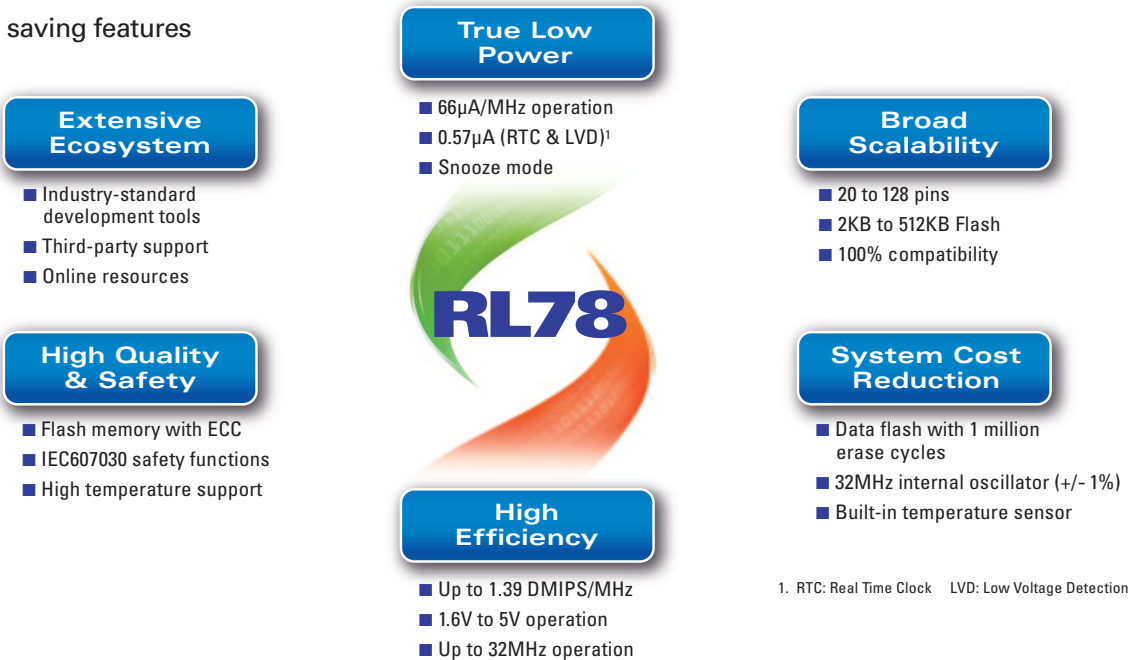 saving features
True Low
Power
■ 66µA/MHz operation
■ 0.57µA (RTC & LVD)¹
■ Snooze mode
Extensive
Ecosystem
■ Industry-standard
development tools
■ Third-party support
■ Online resources
Broad
Scalability
■ 20 to 128 pins
■ 2KB to 512KB Flash
■ 100% compatibility
RL78
High Quality
& Safety
■ Flash memory with ECC
■ IEC607030 safety functions
■ High temperature support
System Cost
Reduction
■ Data flash with 1 million
erase cycles
■ 32MHz internal oscillator (+/- 1%)
■ Built-in temperature sensor
High
Efficiency
■ Up to 1.39 DMIPS/MHz
■ 1.6V to 5V operation
■ Up to 32MHz operation
1. RTC: Real Time Clock LVD: Low Voltage Detection